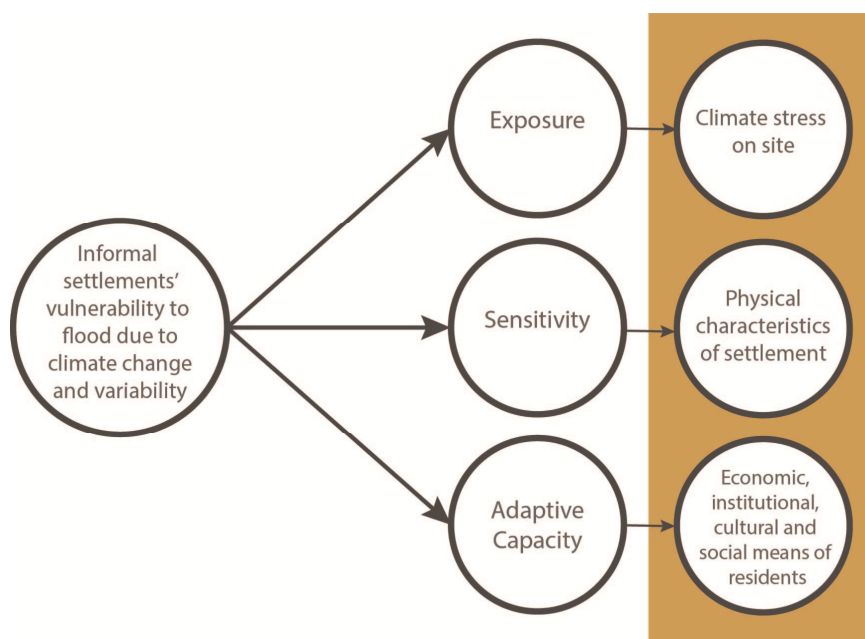 Informal
settlements'
vulnerability to
flood due to
climate change
and variability
Exposure
Climate stress
on site
Sensitivity
Physical
characteristics
of settlement
Adaptive
Capacity
Economic,
institutional,
cultural and
social means of
residents